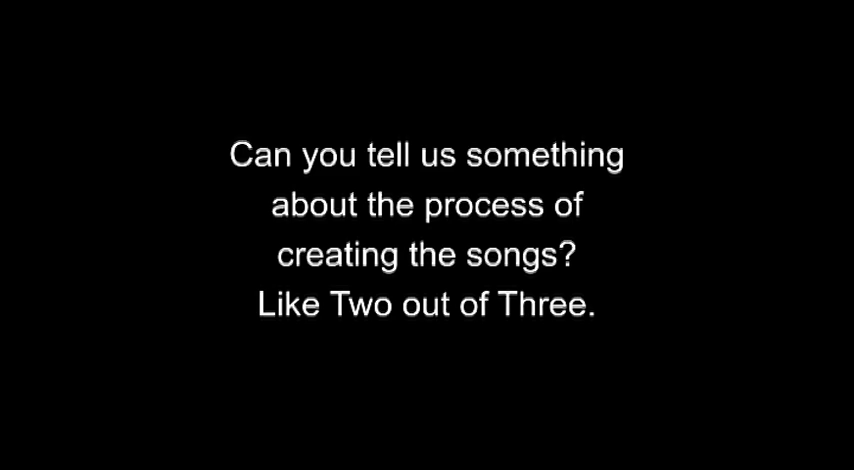 Can you tell us something
about the process of
creating the songs?
Like Two out of Three.